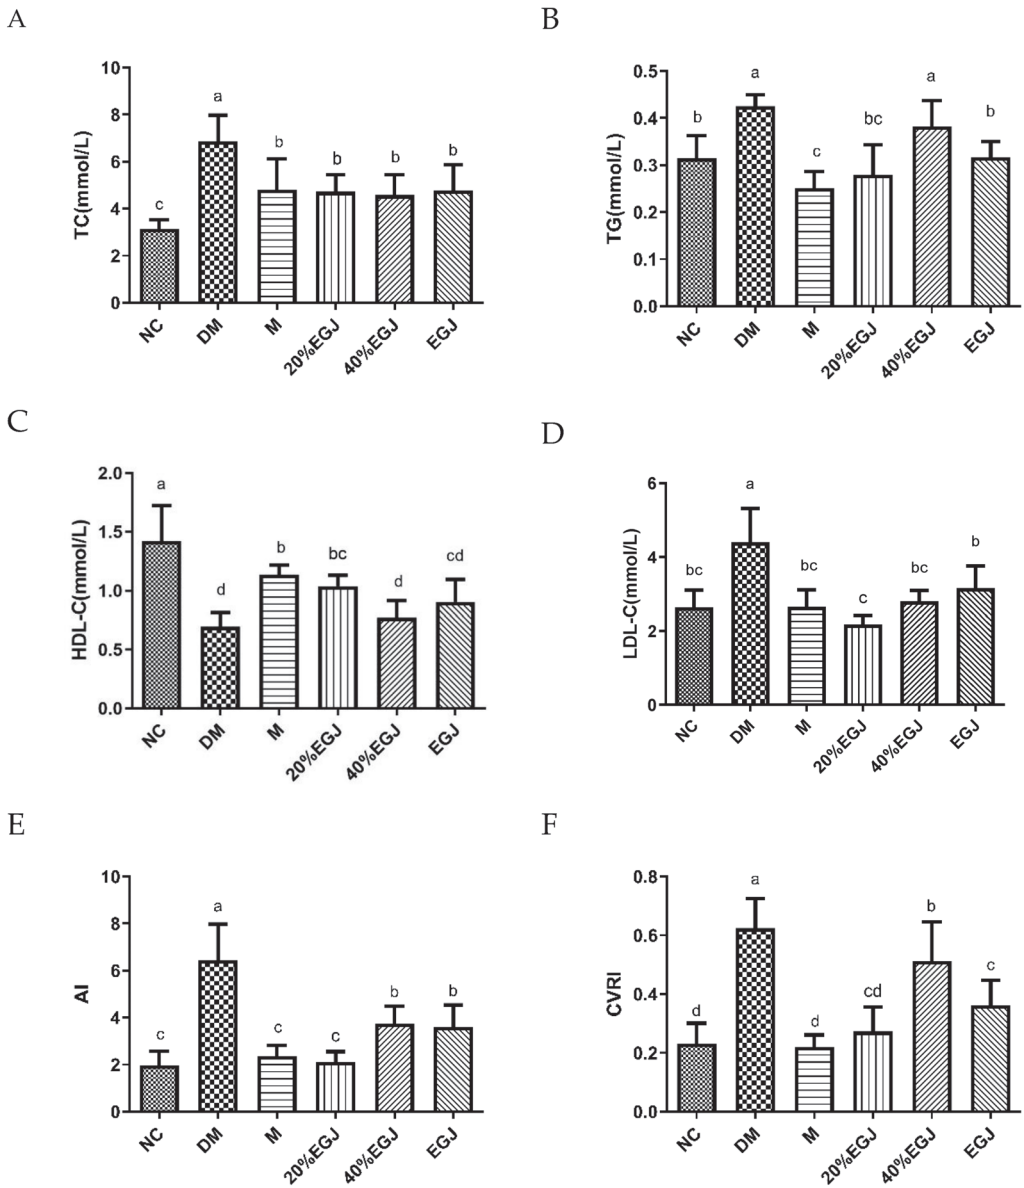 A
TC(mmol/L)
10
8
6
4
2
0
c
a
b
b
b
b
NC
DM
M
20%EGJ
40%EGJ
EGJ
B
TG(mmol/L)
0.5
0.4
0.3
0.2
0.1
0.0
b
a
c
bc
a
b
NC
DM
M
20%EGJ
40%EGJ
EGJ
C
HDL-C(mmol/L)
2.0
1.5
1.0
0.5
0.0
a
d
b
bc
d
cd
NC
DM
M
20%EGJ
40%EGJ
EGJ
D
LDL-C(mmol/L)
6
4
2
0
bc
a
bc
c
bc
b
NC
DM
M
20%EGJ
40%EGJ
EGJ
E
AI
10
8
6
4
2
0
c
a
c
c
b
b
NC
DM
M
20%EGJ
40%EGJ
EGJ
F
CVRI
0.8
0.6
0.4
0.2
0.0
d
a
d
cd
b
c
NC
DM
M
20%EGJ
40%EGJ
EGJ